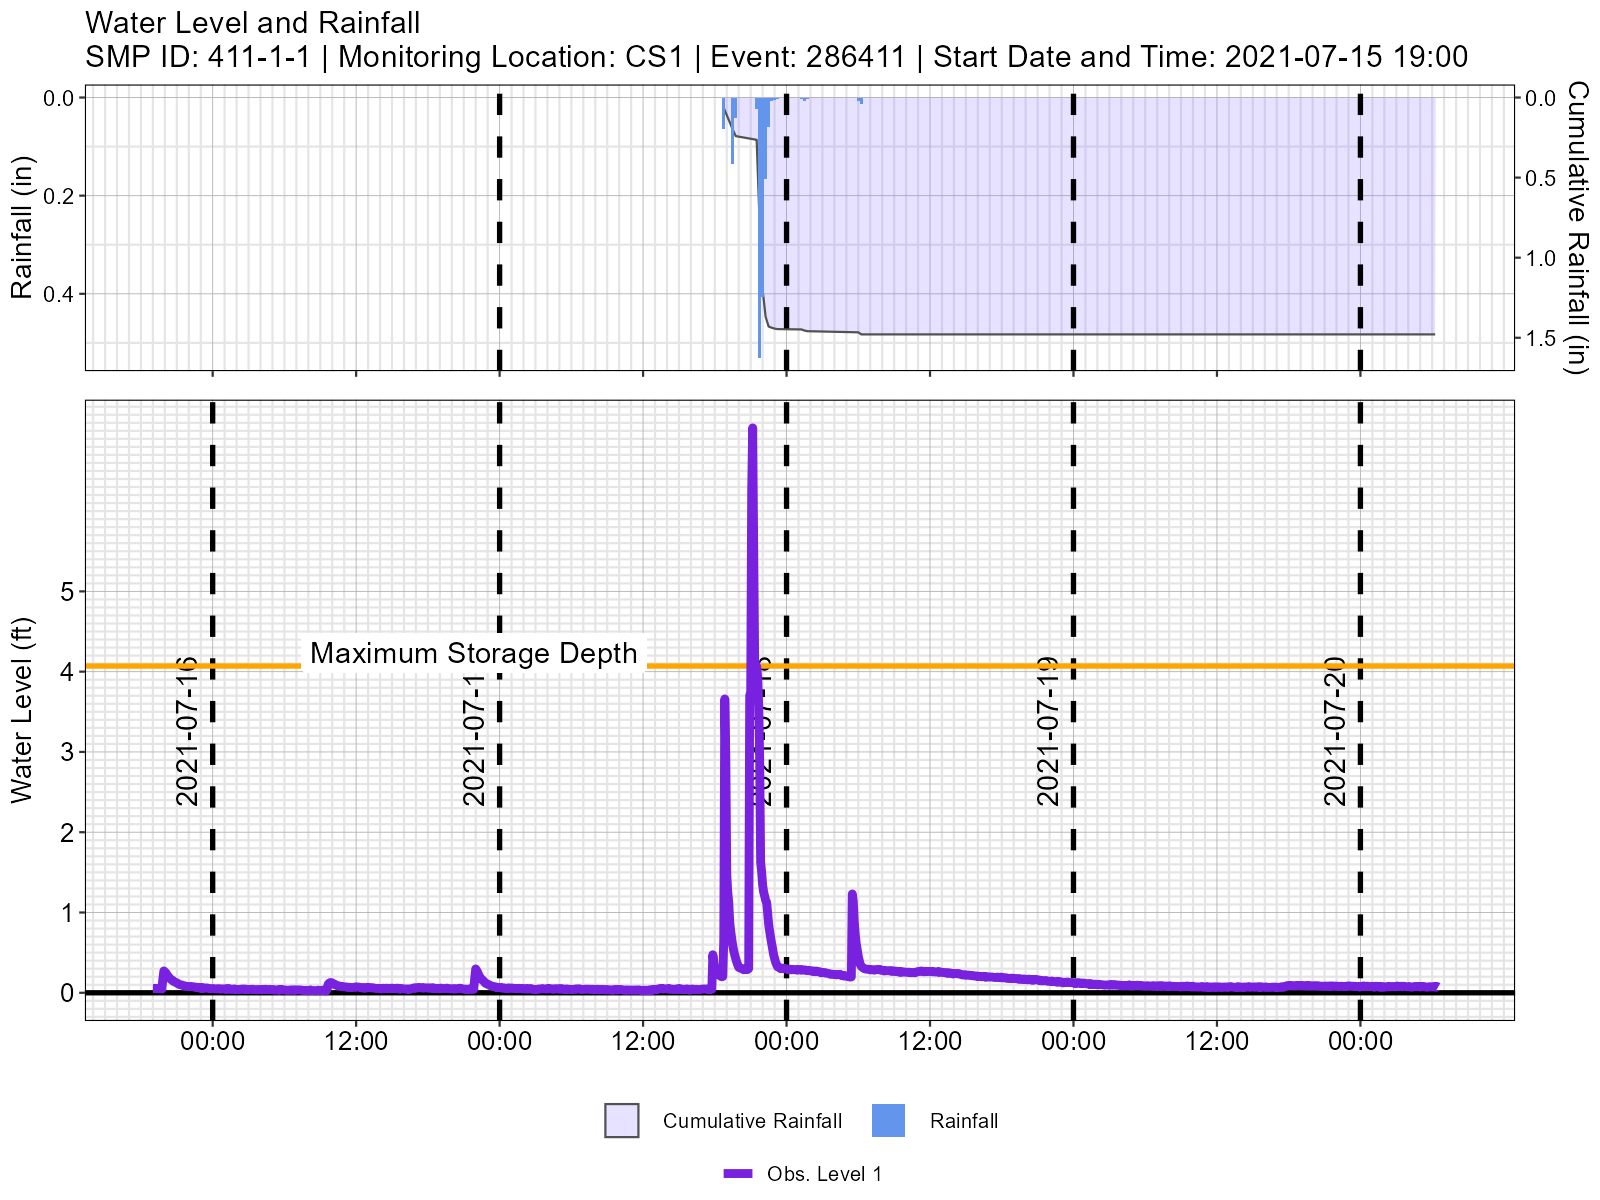 Water Level and Rainfall
SMP ID: 411-1-1 | Monitoring Location: CS1 | Event: 286411 | Start Date and Time: 2021-07-15 19:00
Rainfall (in)
0.0
0.2
0.4
0.0
0.5
1.0
1.5
Cumulative Rainfall (in)
Water Level (ft)
5
4
3
2
1
0
Maximum Storage Depth
2021-07-16
2021-07-1
2021-07-19
2021-07-20
00:00
12:00
00:00
12:00
00:00
12:00
00:00
12:00
00:00
Cumulative Rainfall
Rainfall
Obs. Level 1